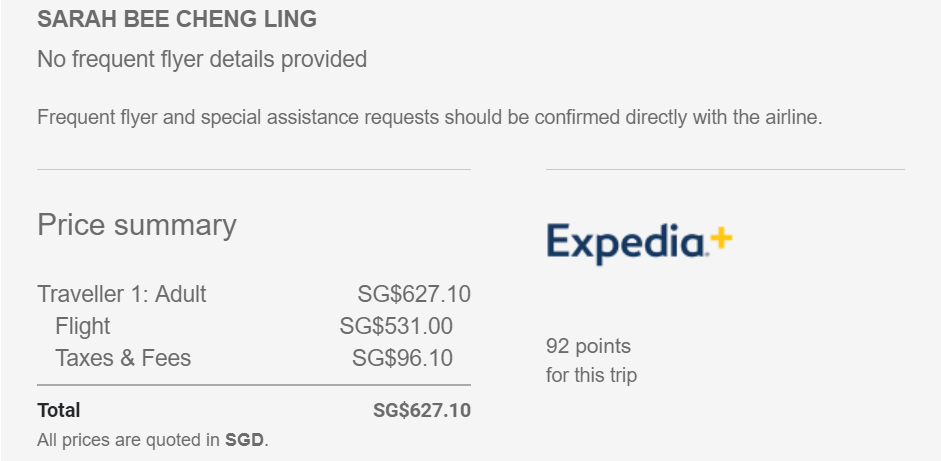 SARAH BEE CHENG LING
No frequent flyer details provided
Frequent flyer and special assistance requests should be confirmed directly with the airline.
Price summary
Traveller 1: Adult SG$627.10
Flight SG$531.00
Taxes & Fees SG$96.10
Total SG$627.10
All prices are quoted in SGD.
Expedia+
92 points
for this trip